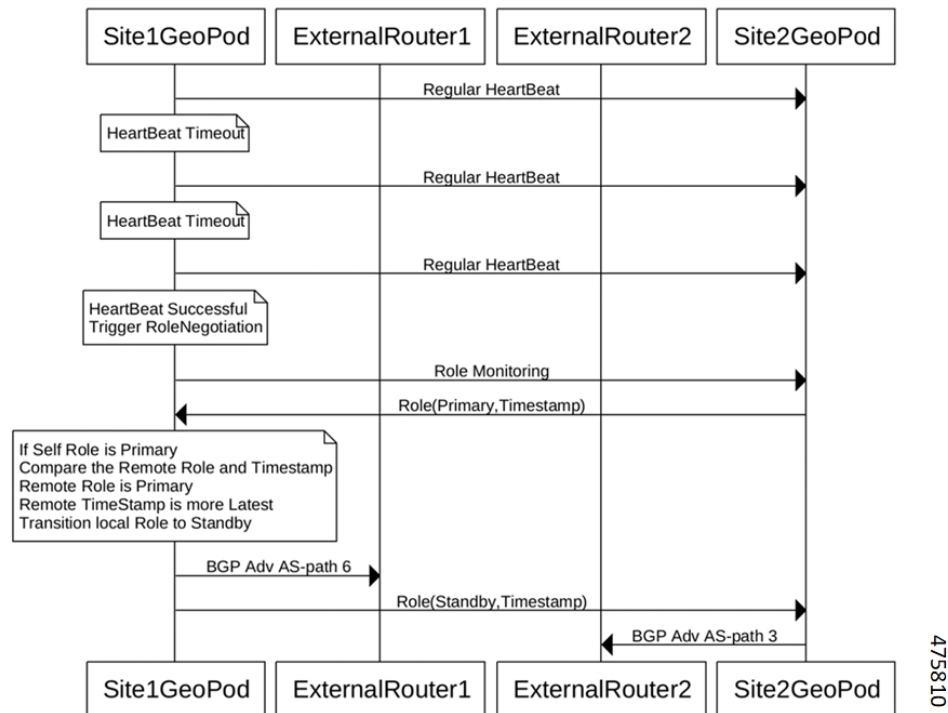 Site1GeoPod
ExternalRouter1
ExternalRouter2
Site2GeoPod
Regular HeartBeat
HeartBeat Timeout
Regular HeartBeat
HeartBeat Timeout
Regular HeartBeat
HeartBeat Successful
Trigger RoleNegotiation
Role Monitoring
Role(Primary,Timestamp)
If Self Role is Primary
Compare the Remote Role and Timestamp
Remote Role is Primary
Remote TimeStamp is more Latest
Transition local Role to Standby
BGP Adv AS-path 6
Role(Standby,Timestamp)
BGP Adv AS-path 3
Site1GeoPod
ExternalRouter1
ExternalRouter2
Site2GeoPod
475810